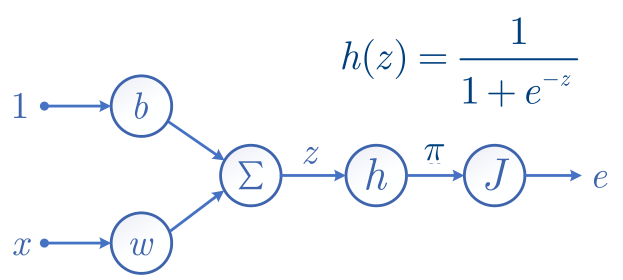 h(z) = 1 / (1 + e^{-z})
1 b
Σ z h π J e
x w